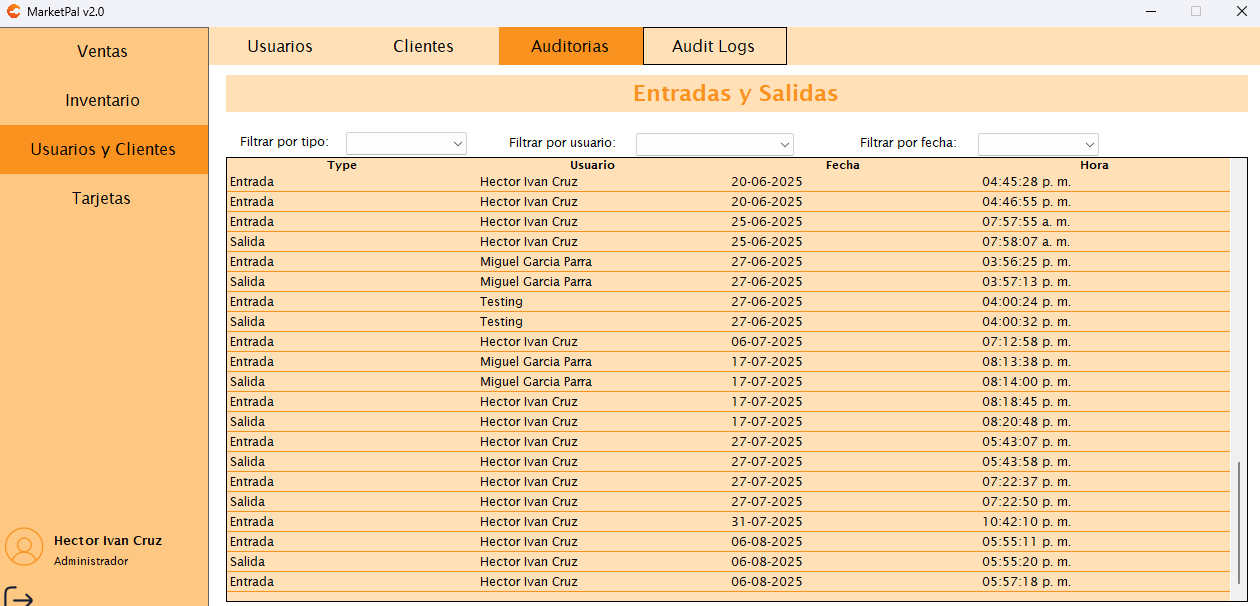 MarketPal v2.0
Ventas
Inventario
Usuarios y Clientes
Tarjetas
Hector Ivan Cruz
Administrador
Usuarios Clientes Auditorias Audit Logs
Entradas y Salidas
Filtrar por tipo: Filtrar por usuario: Filtrar por fecha:
Type Usuario Fecha Hora
Entrada Hector Ivan Cruz 20-06-2025 04:45:28 p. m.
Entrada Hector Ivan Cruz 20-06-2025 04:46:55 p. m.
Entrada Hector Ivan Cruz 25-06-2025 07:57:55 a. m.
Salida Hector Ivan Cruz 25-06-2025 07:58:07 a. m.
Entrada Miguel Garcia Parra 27-06-2025 03:56:25 p. m.
Salida Miguel Garcia Parra 27-06-2025 03:57:13 p. m.
Entrada Testing 27-06-2025 04:00:24 p. m.
Salida Testing 27-06-2025 04:00:32 p. m.
Entrada Hector Ivan Cruz 06-07-2025 07:12:58 p. m.
Entrada Miguel Garcia Parra 17-07-2025 08:13:38 p. m.
Salida Miguel Garcia Parra 17-07-2025 08:14:00 p. m.
Entrada Hector Ivan Cruz 17-07-2025 08:18:45 p. m.
Salida Hector Ivan Cruz 17-07-2025 08:20:48 p. m.
Entrada Hector Ivan Cruz 27-07-2025 05:43:07 p. m.
Salida Hector Ivan Cruz 27-07-2025 05:43:58 p. m.
Entrada Hector Ivan Cruz 27-07-2025 07:22:37 p. m.
Salida Hector Ivan Cruz 27-07-2025 07:22:50 p. m.
Entrada Hector Ivan Cruz 31-07-2025 10:42:10 p. m.
Entrada Hector Ivan Cruz 06-08-2025 05:55:11 p. m.
Salida Hector Ivan Cruz 06-08-2025 05:55:20 p. m.
Entrada Hector Ivan Cruz 06-08-2025 05:57:18 p. m.